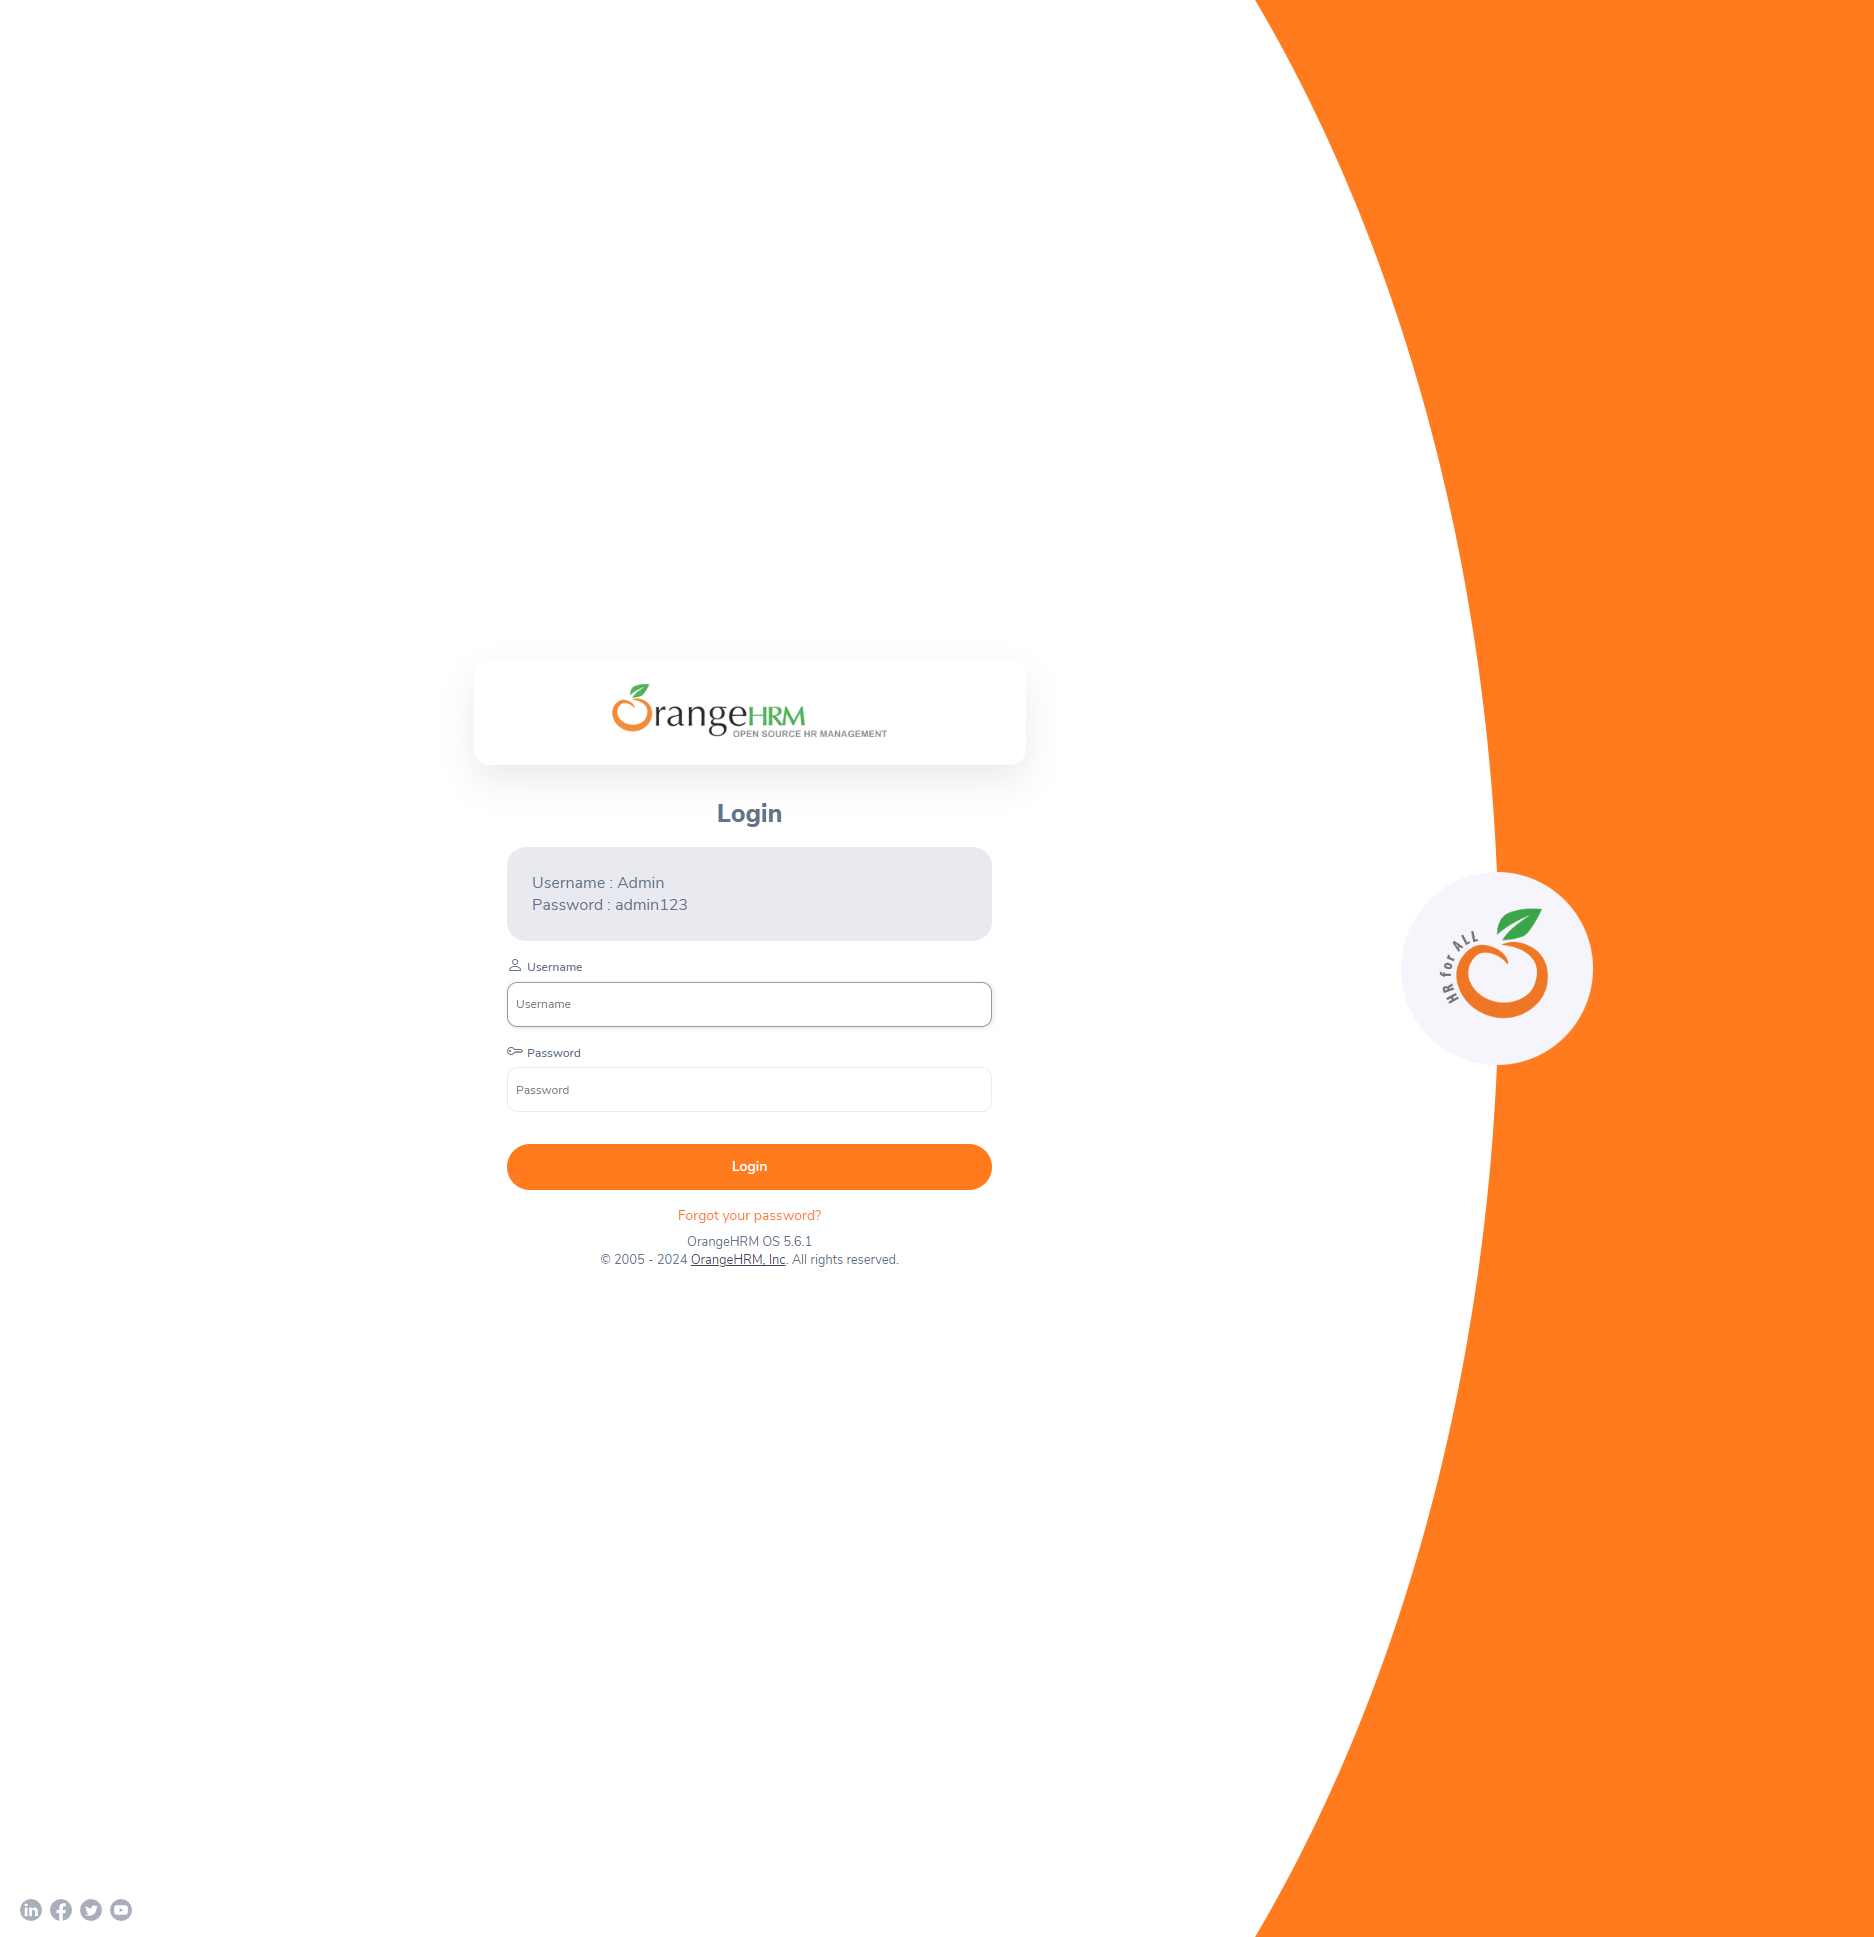 OrangeHRM
OPEN SOURCE HR MANAGEMENT
Login
Username : Admin
Password : admin123
Username
Username
Password
Password
Login
Forgot your password?
OrangeHRM OS 5.6.1
© 2005 - 2024 OrangeHRM, Inc. All rights reserved.
HR for ALL